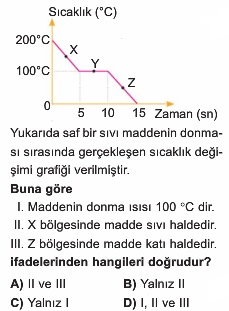 Sıcaklık (°C)
200°C
X
Y
100°C
Z
0
5 10 15 Zaman (sn)
Yukarıda saf bir sıvı maddenin donma-
sı sırasında gerçekleşen sıcaklık deği-
şimi grafiği verilmiştir.
Buna göre
I. Maddenin donma ısısı 100 °C dir.
II. X bölgesinde madde sıvı haldedir.
III. Z bölgesinde madde katı haldedir.
ifadelerinden hangileri doğrudur?
A) II ve III B) Yalnız II
C) Yalnız I D) I, II ve III